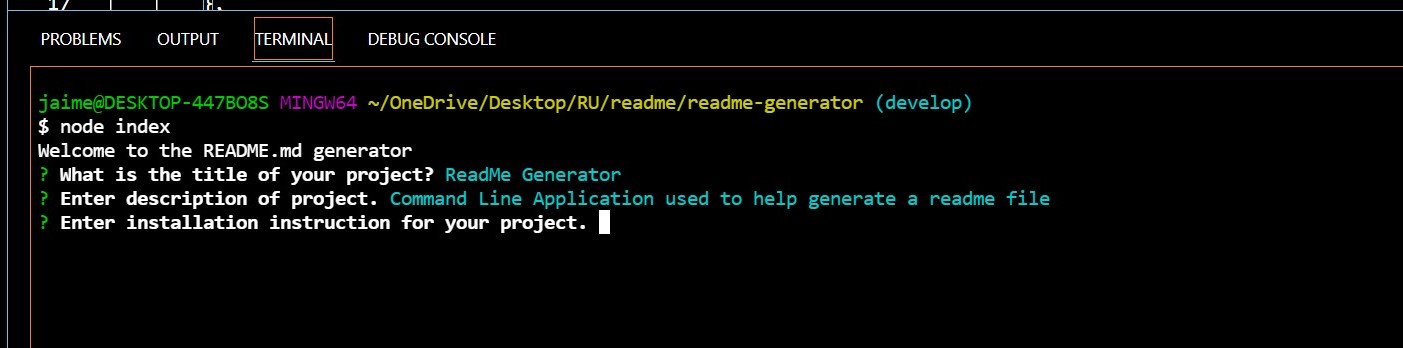 17 },
PROBLEMS OUTPUT TERMINAL DEBUG CONSOLE
jaime@DESKTOP-447BO8S MINGW64 ~/OneDrive/Desktop/RU/readme/readme-generator (develop)
$ node index
Welcome to the README.md generator
? What is the title of your project? ReadMe Generator
? Enter description of project. Command Line Application used to help generate a readme file
? Enter installation instruction for your project.